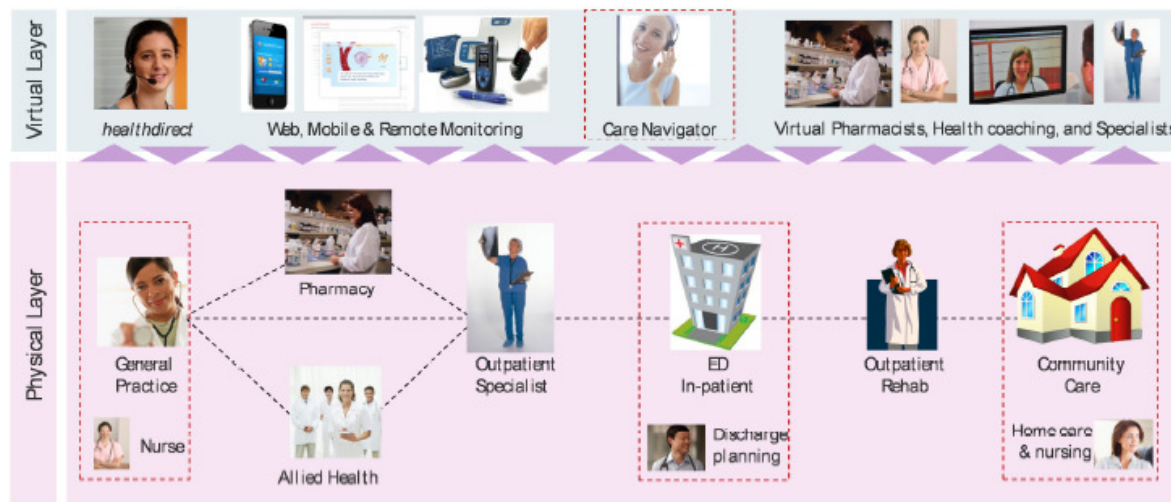 Virtual Layer
healthdirect
Web, Mobile & Remote Monitoring
Care Navigator
Virtual Pharmacists, Health coaching, and Specialists
Physical Layer
Pharmacy
General
Practice
Outpatient
Specialist
ED
In-patient
Outpatient
Rehab
Community
Care
Nurse
Allied Health
Discharge
planning
Home care
& nursing
H